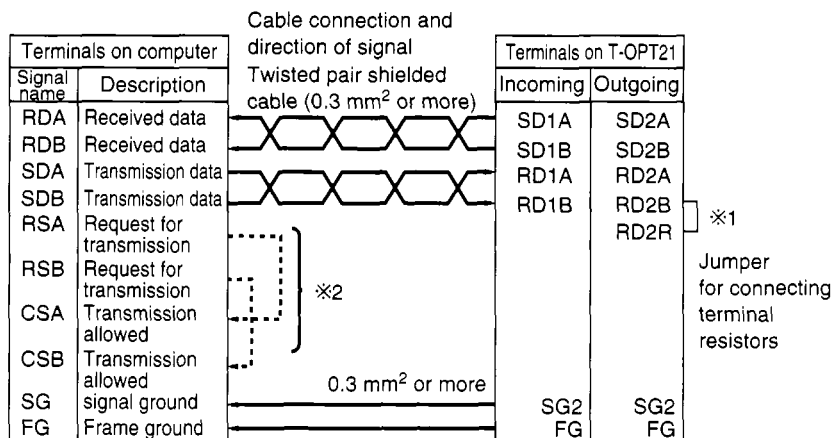 Cable connection and
direction of signal
Twisted pair shielded
cable (0.3 mm² or more)
Terminals on computer
Signal name Description
RDA Received data
RDB Received data
SDA Transmission data
SDB Transmission data
RSA Request for
transmission
RSB Request for
transmission
CSA Transmission
allowed
CSB Transmission
allowed
SG signal ground
FG Frame ground
※2
0.3 mm² or more
Terminals on T-OPT21
Incoming Outgoing
SD1A SD2A
SD1B SD2B
RD1A RD2A
RD1B RD2B
RD2R
SG2 SG2
FG FG
※1
Jumper
for connecting
terminal
resistors